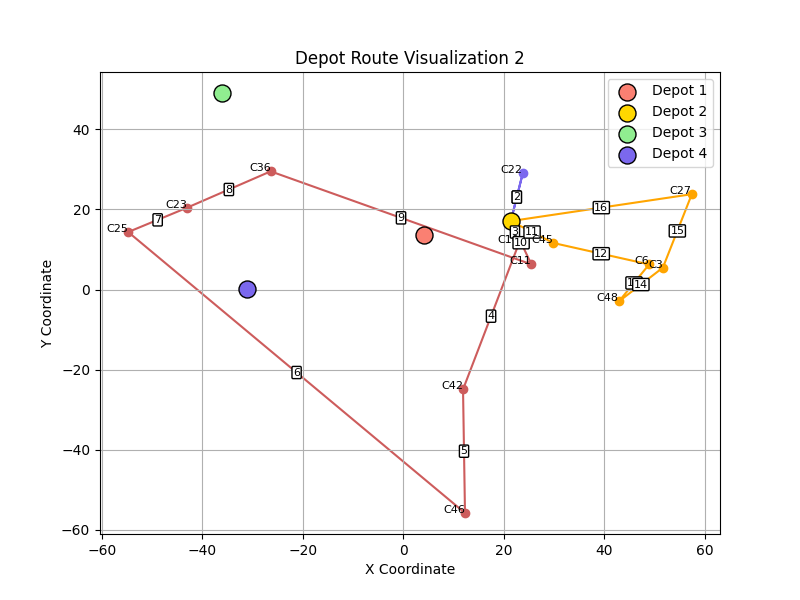 Depot Route Visualization 2
Depot 1
Depot 2
Depot 3
Depot 4
40
20
0
−20
−40
−60
−60
−40
−20
0
20
40
60
X Coordinate
Y Coordinate
C22
C27
C36
C23
C25
C45
C11
C6
C3
C48
C42
C46
2
3
4
5
6
7
8
9
10
11
12
14
15
16